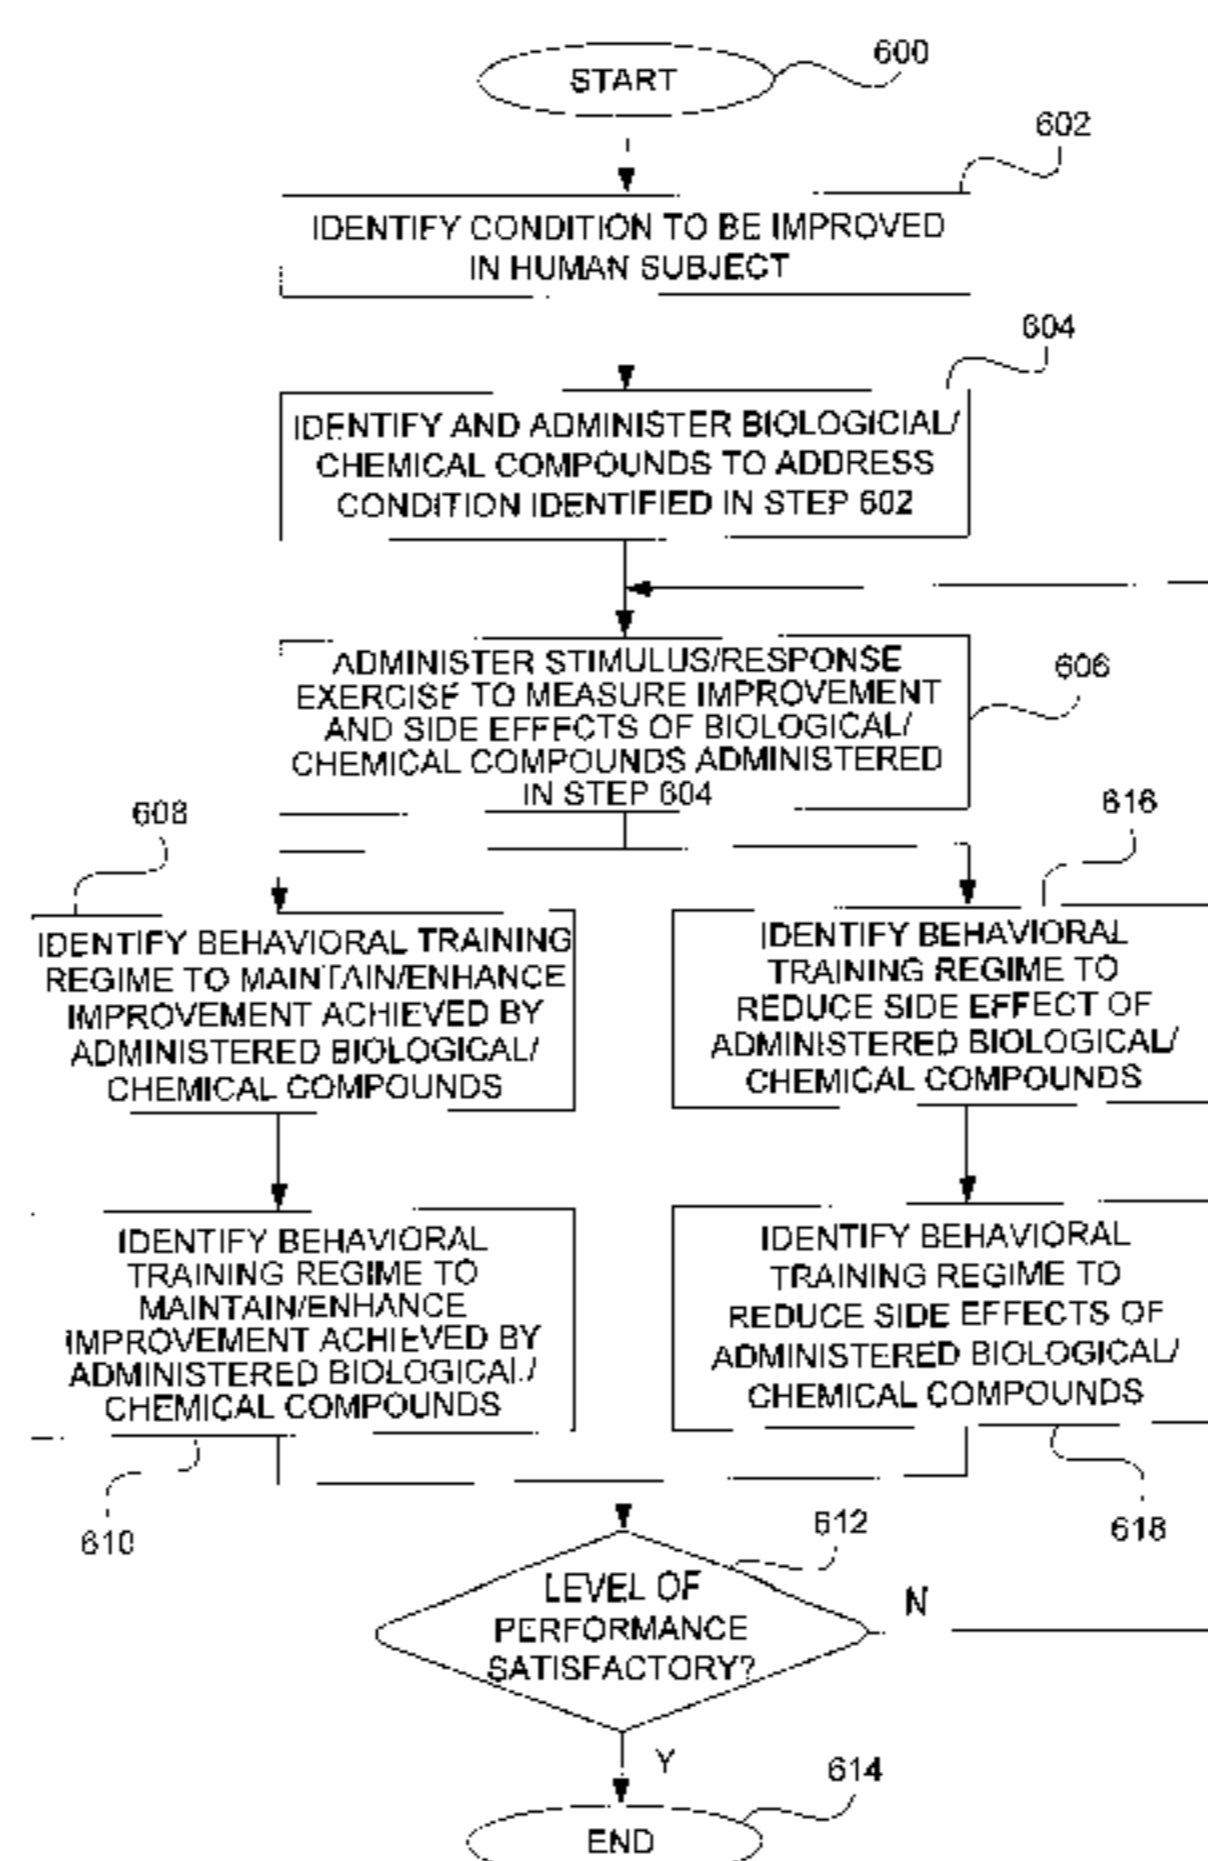 START
600
602
IDENTIFY CONDITION TO BE IMPROVED
IN HUMAN SUBJECT
604
IDENTIFY AND ADMINISTER BIOLOGICIAL/
CHEMICAL COMPOUNDS TO ADDRESS
CONDITION IDENTIFIED IN STEP 602
ADMINISTER STIMULUS/RESPONSE
EXERCISE TO MEASURE IMPROVEMENT
AND SIDE EFFECTS OF BIOLOGICAL/
CHEMICAL COMPOUNDS ADMINISTERED
IN STEP 604
606
608
IDENTIFY BEHAVIORAL TRAINING
REGIME TO MAINTAIN/ENHANCE
IMPROVEMENT ACHIEVED BY
ADMINISTERED BIOLOGICAL/
CHEMICAL COMPOUNDS
616
IDENTIFY BEHAVIORAL
TRAINING REGIME TO
REDUCE SIDE EFFECT OF
ADMINISTERED BIOLOGICAL/
CHEMICAL COMPOUNDS
IDENTIFY BEHAVIORAL
TRAINING REGIME TO
MAINTAIN/ENHANCE
IMPROVEMENT ACHIEVED BY
ADMINISTERED BIOLOGICAL/
CHEMICAL COMPOUNDS
610
IDENTIFY BEHAVIORAL
TRAINING REGIME TO
REDUCE SIDE EFFECTS OF
ADMINISTERED BIOLOGICAL/
CHEMICAL COMPOUNDS
618
612
LEVEL OF
PERFORMANCE
SATISFACTORY?
N
Y
614
END